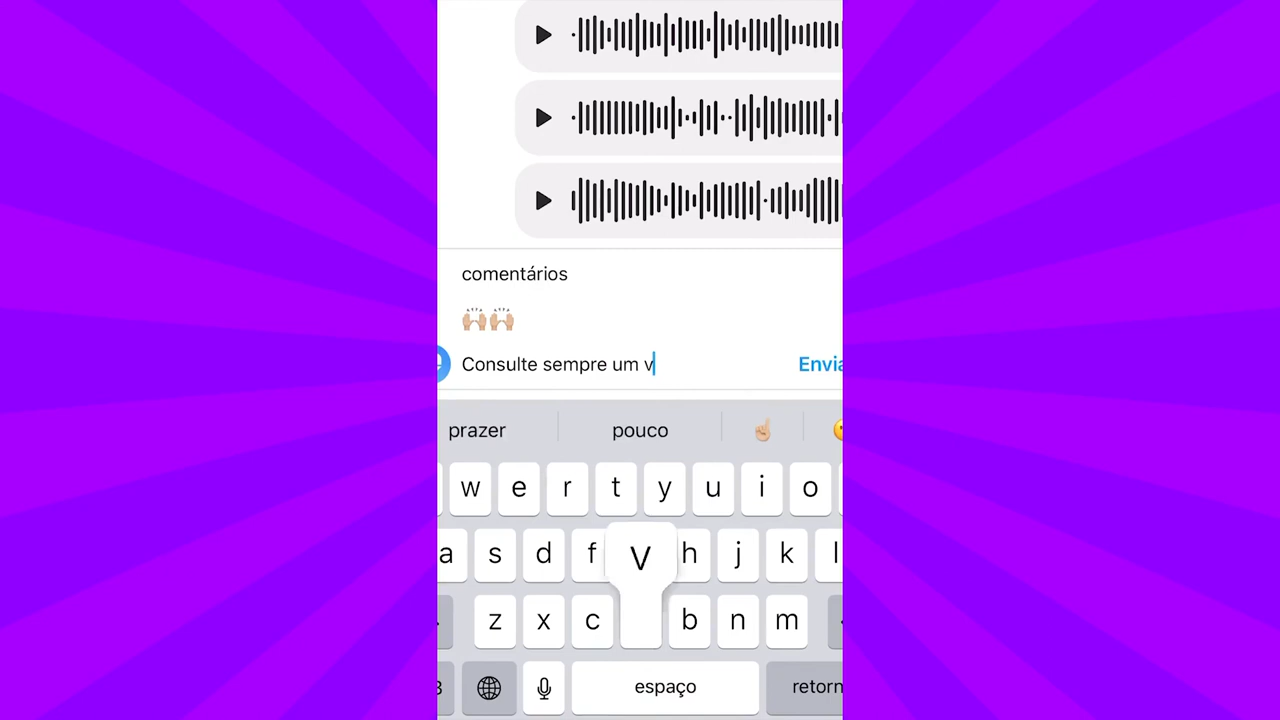 comentários
🙌🏼🙌🏼
Consulte sempre um v
Envia
prazer pouco ☝🏼
w e r t y u i o
a s d f V h j k l
z x c b n m
espaço retorn